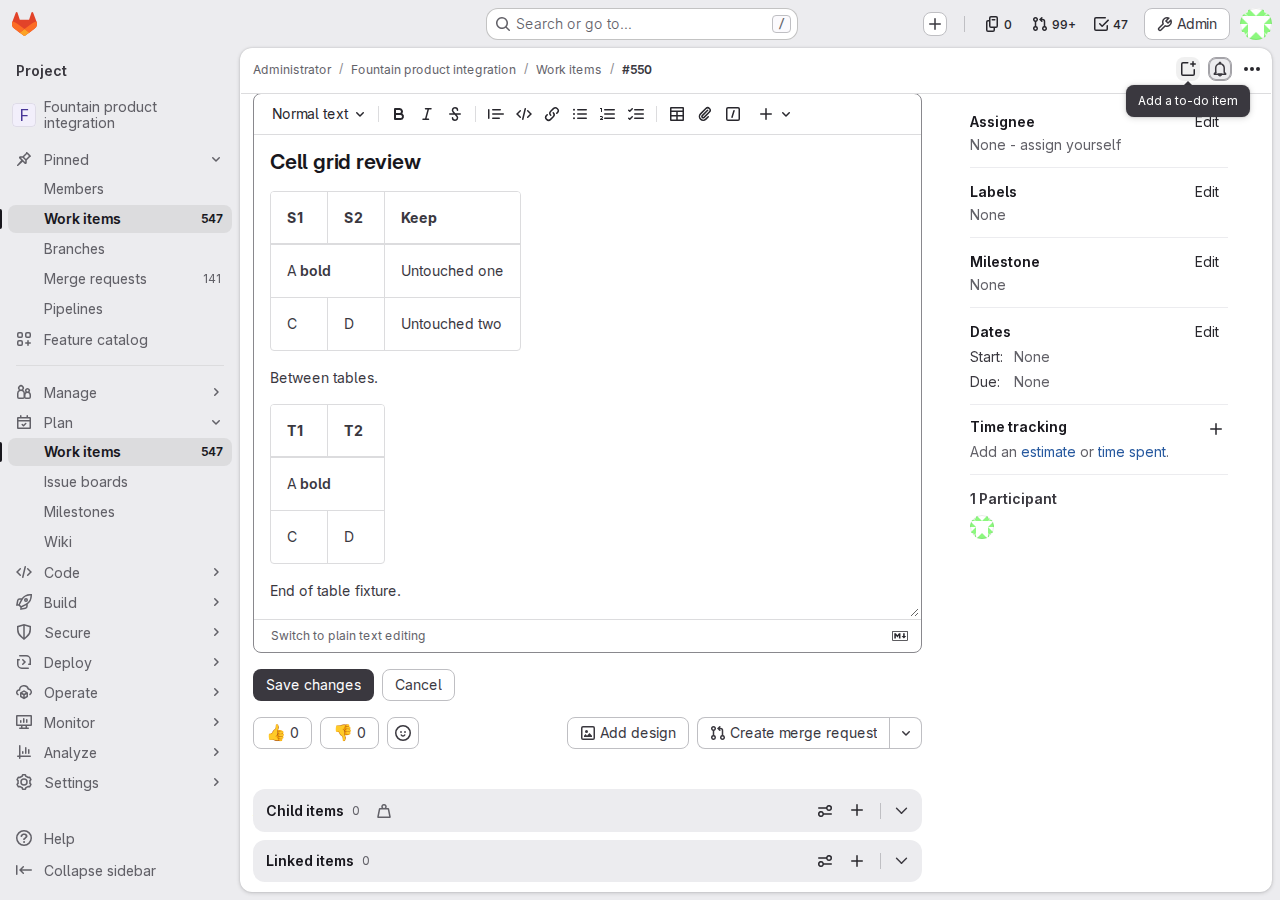 Search or go to...
/
0
99+
47
Admin
Project
F
Fountain product integration
Pinned
Members
Work items 547
Branches
Merge requests 141
Pipelines
Feature catalog
Manage
Plan
Work items 547
Issue boards
Milestones
Wiki
Code
Build
Secure
Deploy
Operate
Monitor
Analyze
Settings
Help
Collapse sidebar
Administrator / Fountain product integration / Work items / #550
Add a to-do item
Normal text
Cell grid review
S1 S2 Keep
A bold Untouched one
C D Untouched two
Between tables.
T1 T2
A bold
C D
End of table fixture.
Switch to plain text editing
Save changes
Cancel
👍 0
👎 0
Add design
Create merge request
Child items 0
Linked items 0
Assignee Edit
None - assign yourself
Labels Edit
None
Milestone Edit
None
Dates Edit
Start: None
Due: None
Time tracking
Add an estimate or time spent.
1 Participant